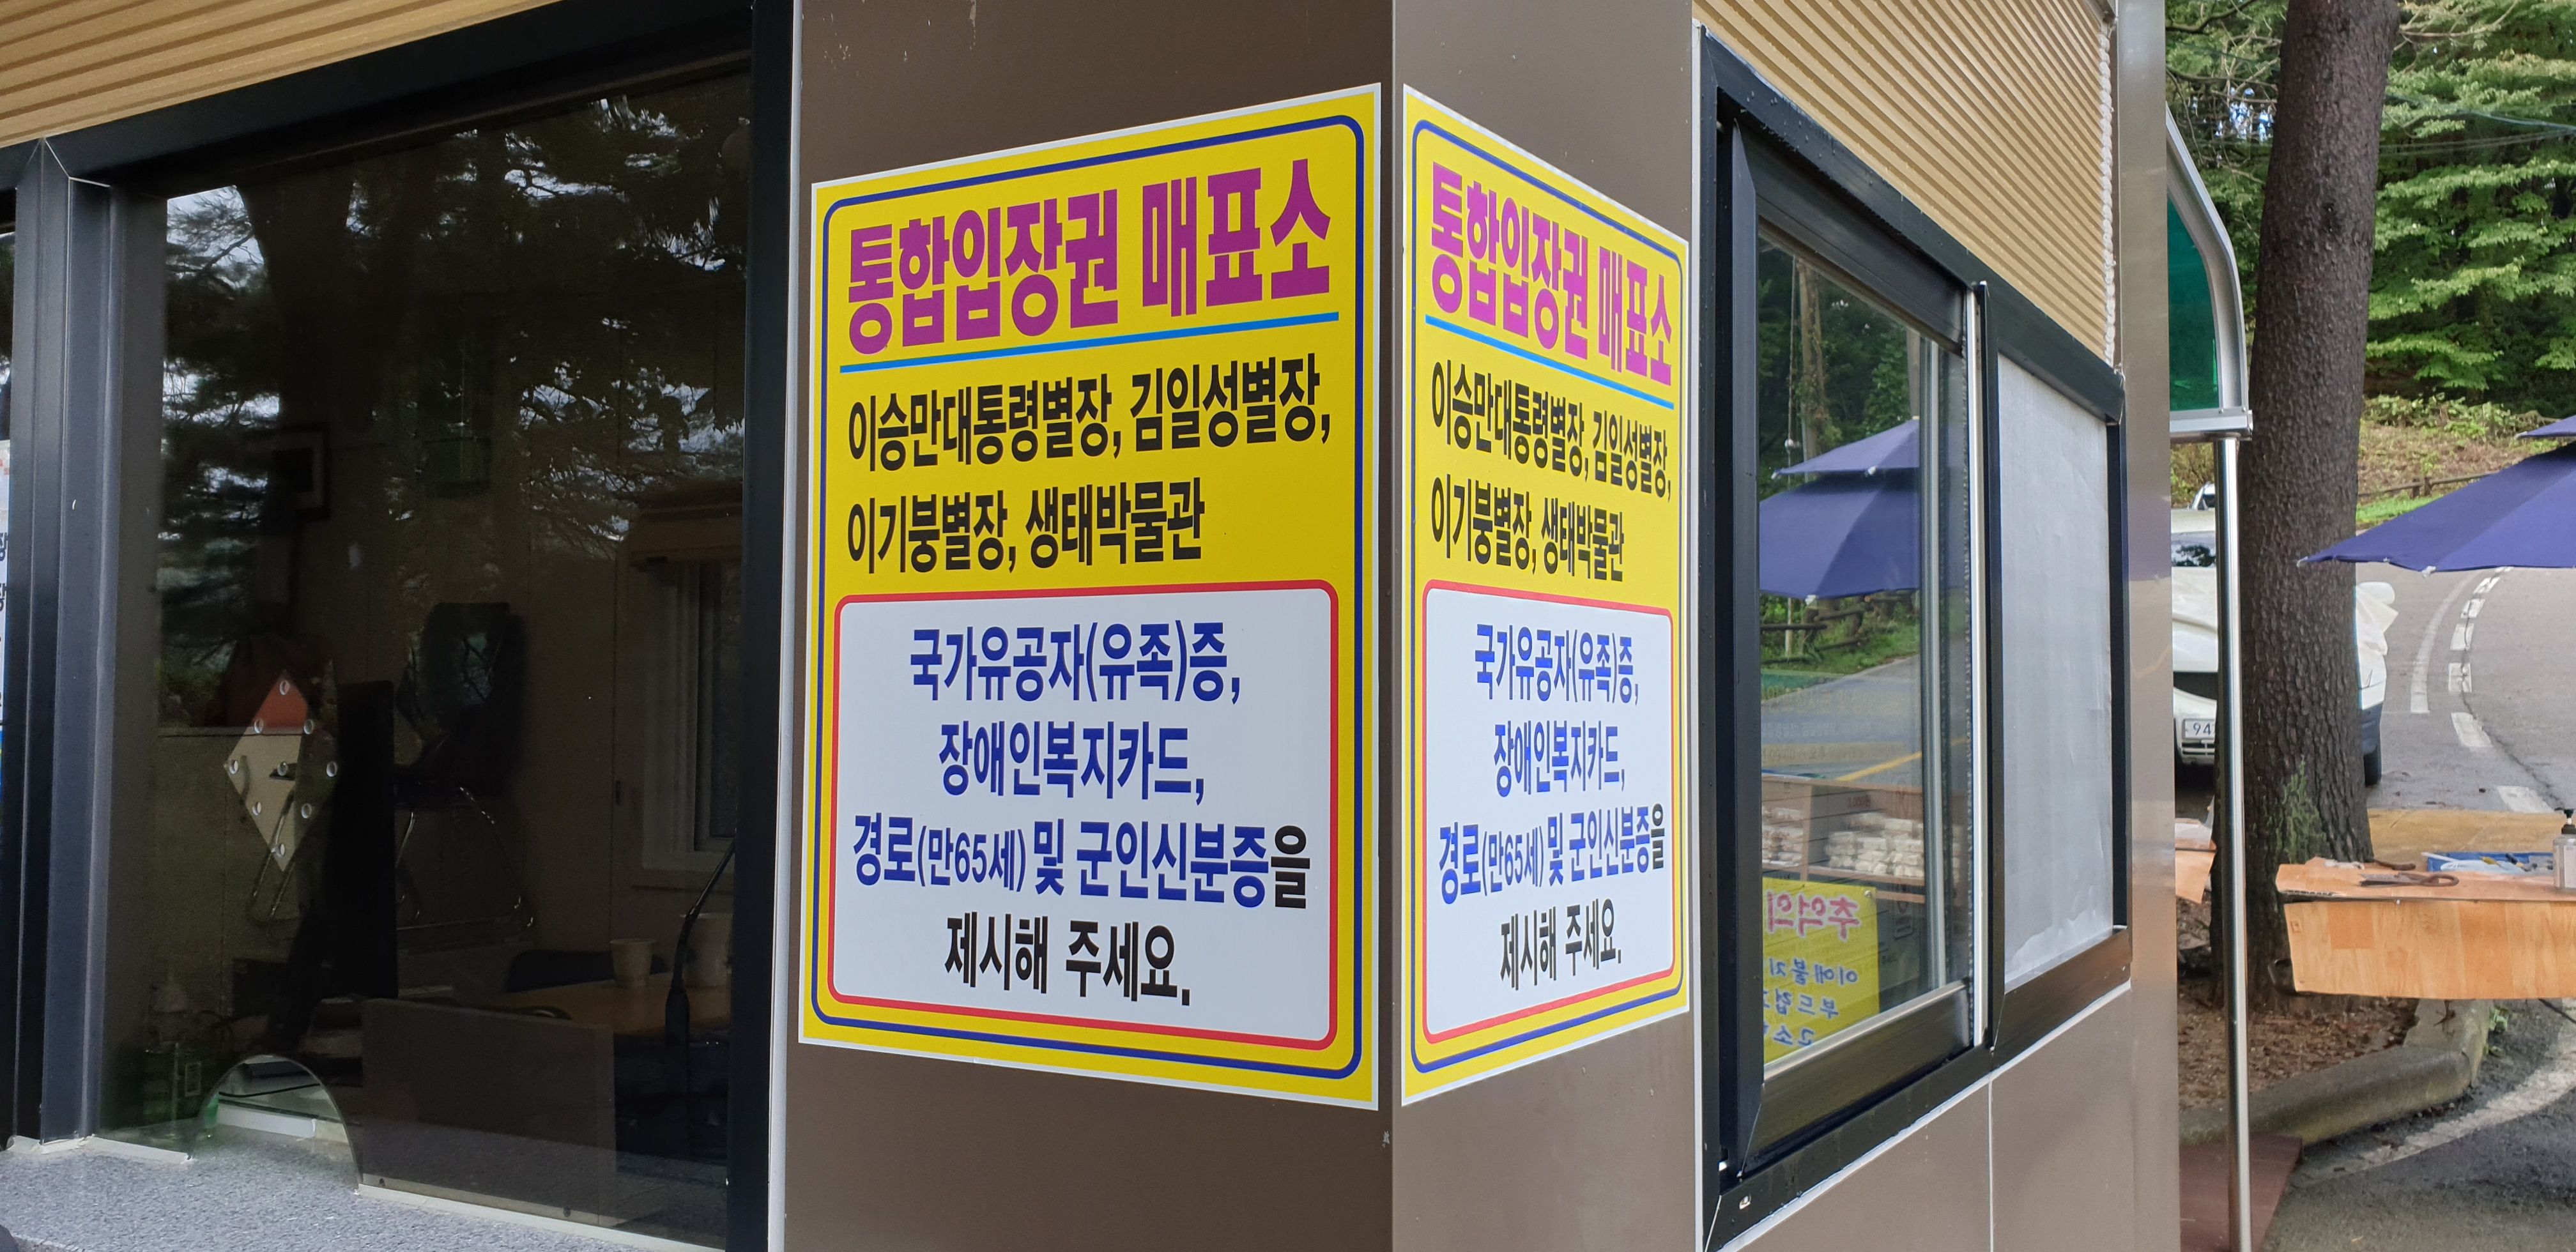 통합입장권 매표소
이승만대통령별장, 김일성별장,
이기붕별장, 생태박물관
국가유공자(유족)증,
장애인복지카드,
경로(만65세) 및 군인신분증을
제시해 주세요.
통합입장권 매표소
이승만대통령별장, 김일성별장,
이기붕별장, 생태박물관
국가유공자(유족)증,
장애인복지카드,
경로(만65세) 및 군인신분증을
제시해 주세요.
추억의
94